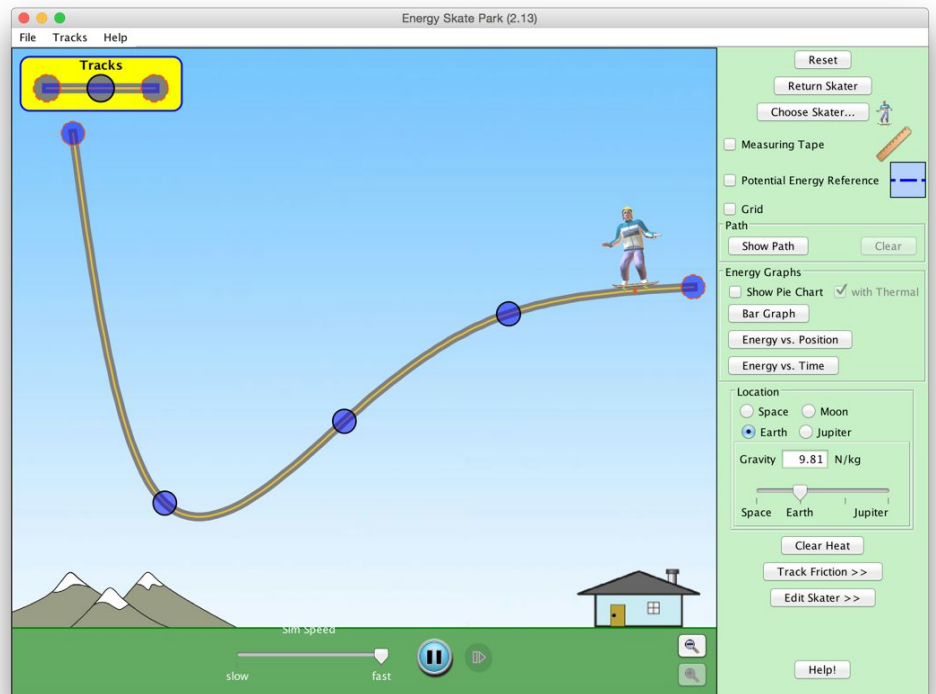 Energy Skate Park (2.13)
File Tracks Help
Tracks
Reset
Return Skater
Choose Skater...
Measuring Tape
Potential Energy Reference
Grid
Path
Show Path Clear
Energy Graphs
Show Pie Chart with Thermal
Bar Graph
Energy vs. Position
Energy vs. Time
Location
Space Moon
Earth Jupiter
Gravity 9.81 N/kg
Space Earth Jupiter
Clear Heat
Track Friction >>
Edit Skater >>
Help!
Sim Speed
slow fast